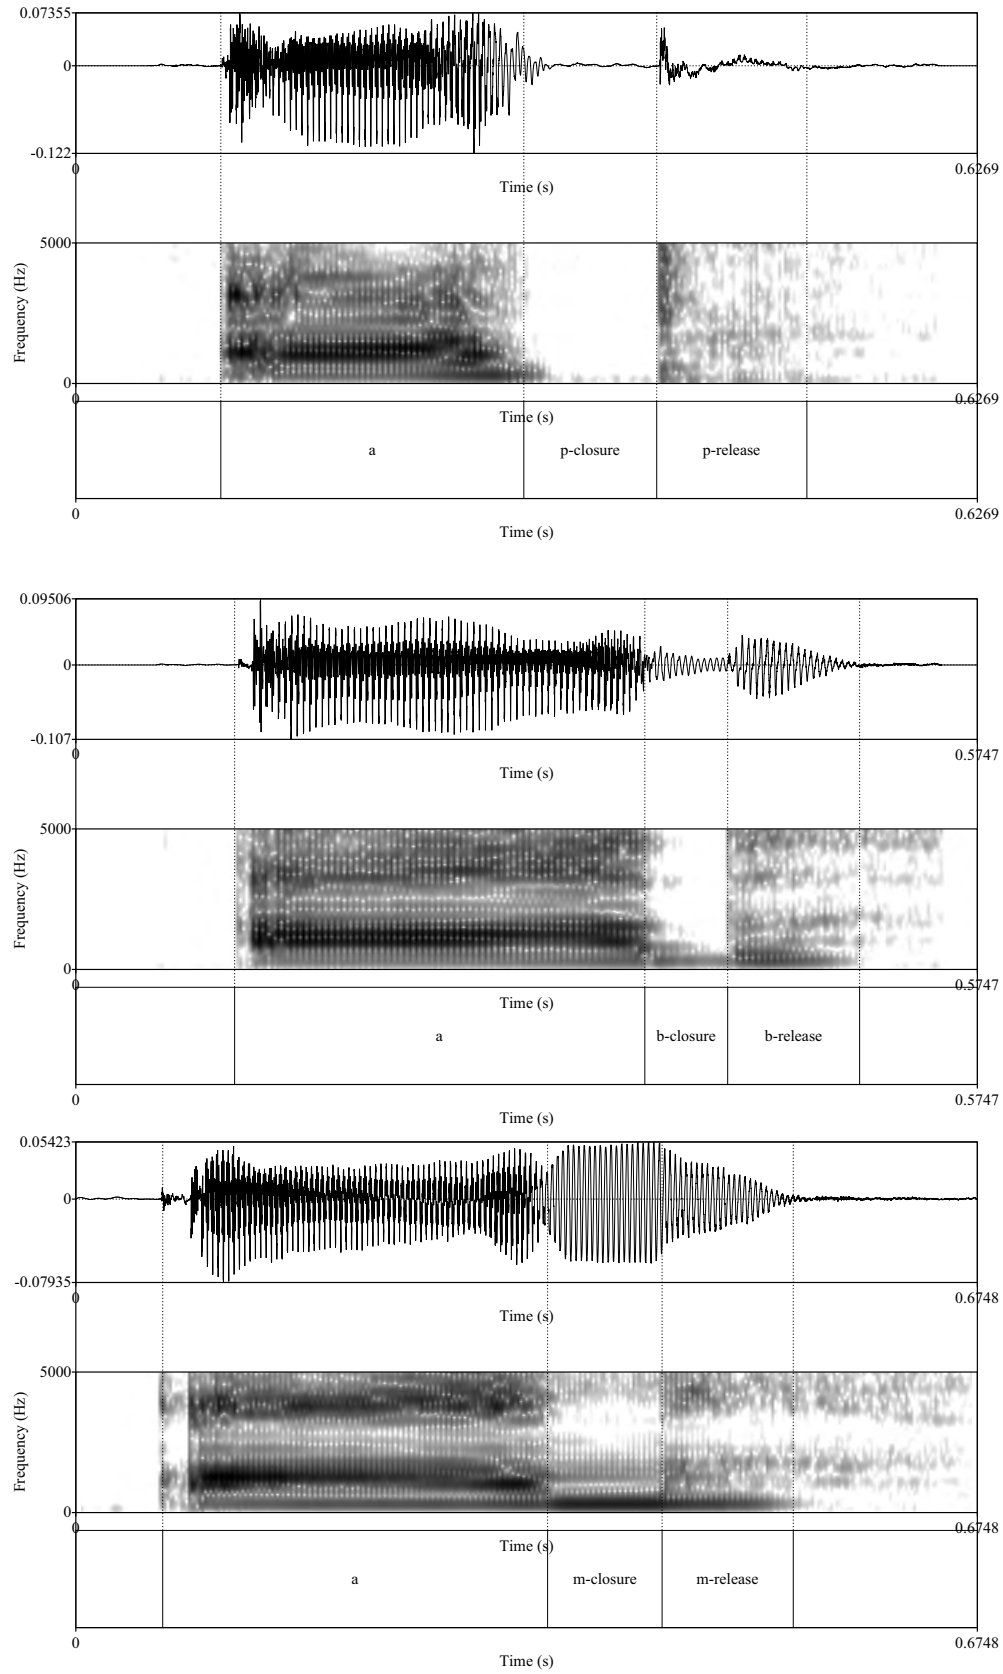 0.07355
0
-0.122
0 0.6269
Time (s)
5000
Frequency (Hz)
0
0 0.6269
Time (s)
a p-closure p-release
0 0.6269
Time (s)
0.09506
0
-0.107
0 0.5747
Time (s)
5000
Frequency (Hz)
0
0 0.5747
Time (s)
a b-closure b-release
0 0.5747
Time (s)
0.05423
0
-0.07935
0 0.6748
Time (s)
5000
Frequency (Hz)
0
0 0.6748
Time (s)
a m-closure m-release
0 0.6748
Time (s)